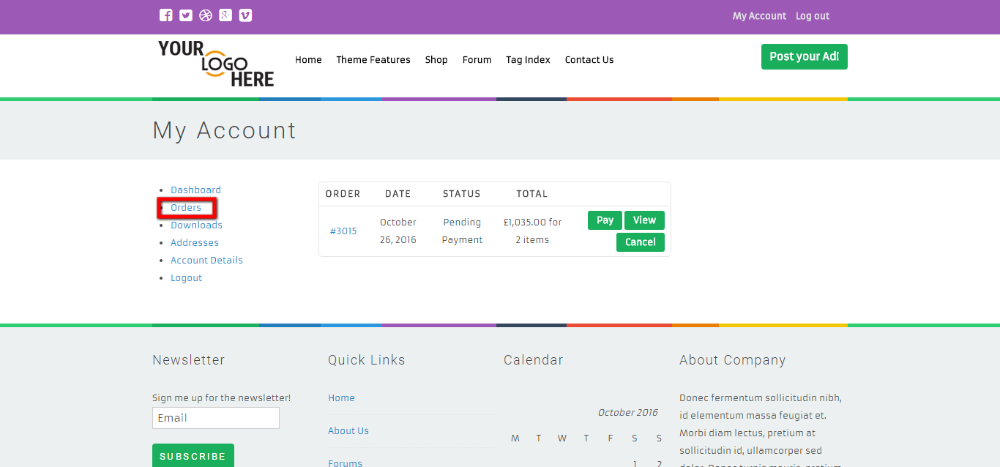 My Account Log out
YOUR
LOGO
HERE
Home Theme Features Shop Forum Tag Index Contact Us
Post your Ad!
My Account
Dashboard
Orders
Downloads
Addresses
Account Details
Logout
ORDER DATE STATUS TOTAL
#3015
October
26, 2016
Pending
Payment
£1,035.00 for
2 items
Pay View
Cancel
Newsletter
Sign me up for the newsletter!
Email
SUBSCRIBE
Quick Links
Home
About Us
Forums
Calendar
October 2016
M T W T F S S
1 2
About Company
Donec fermentum sollicitudin nibh,
id elementum massa feugiat et.
Morbi diam lectus, pretium at
sollicitudin id, ullamcorper sed